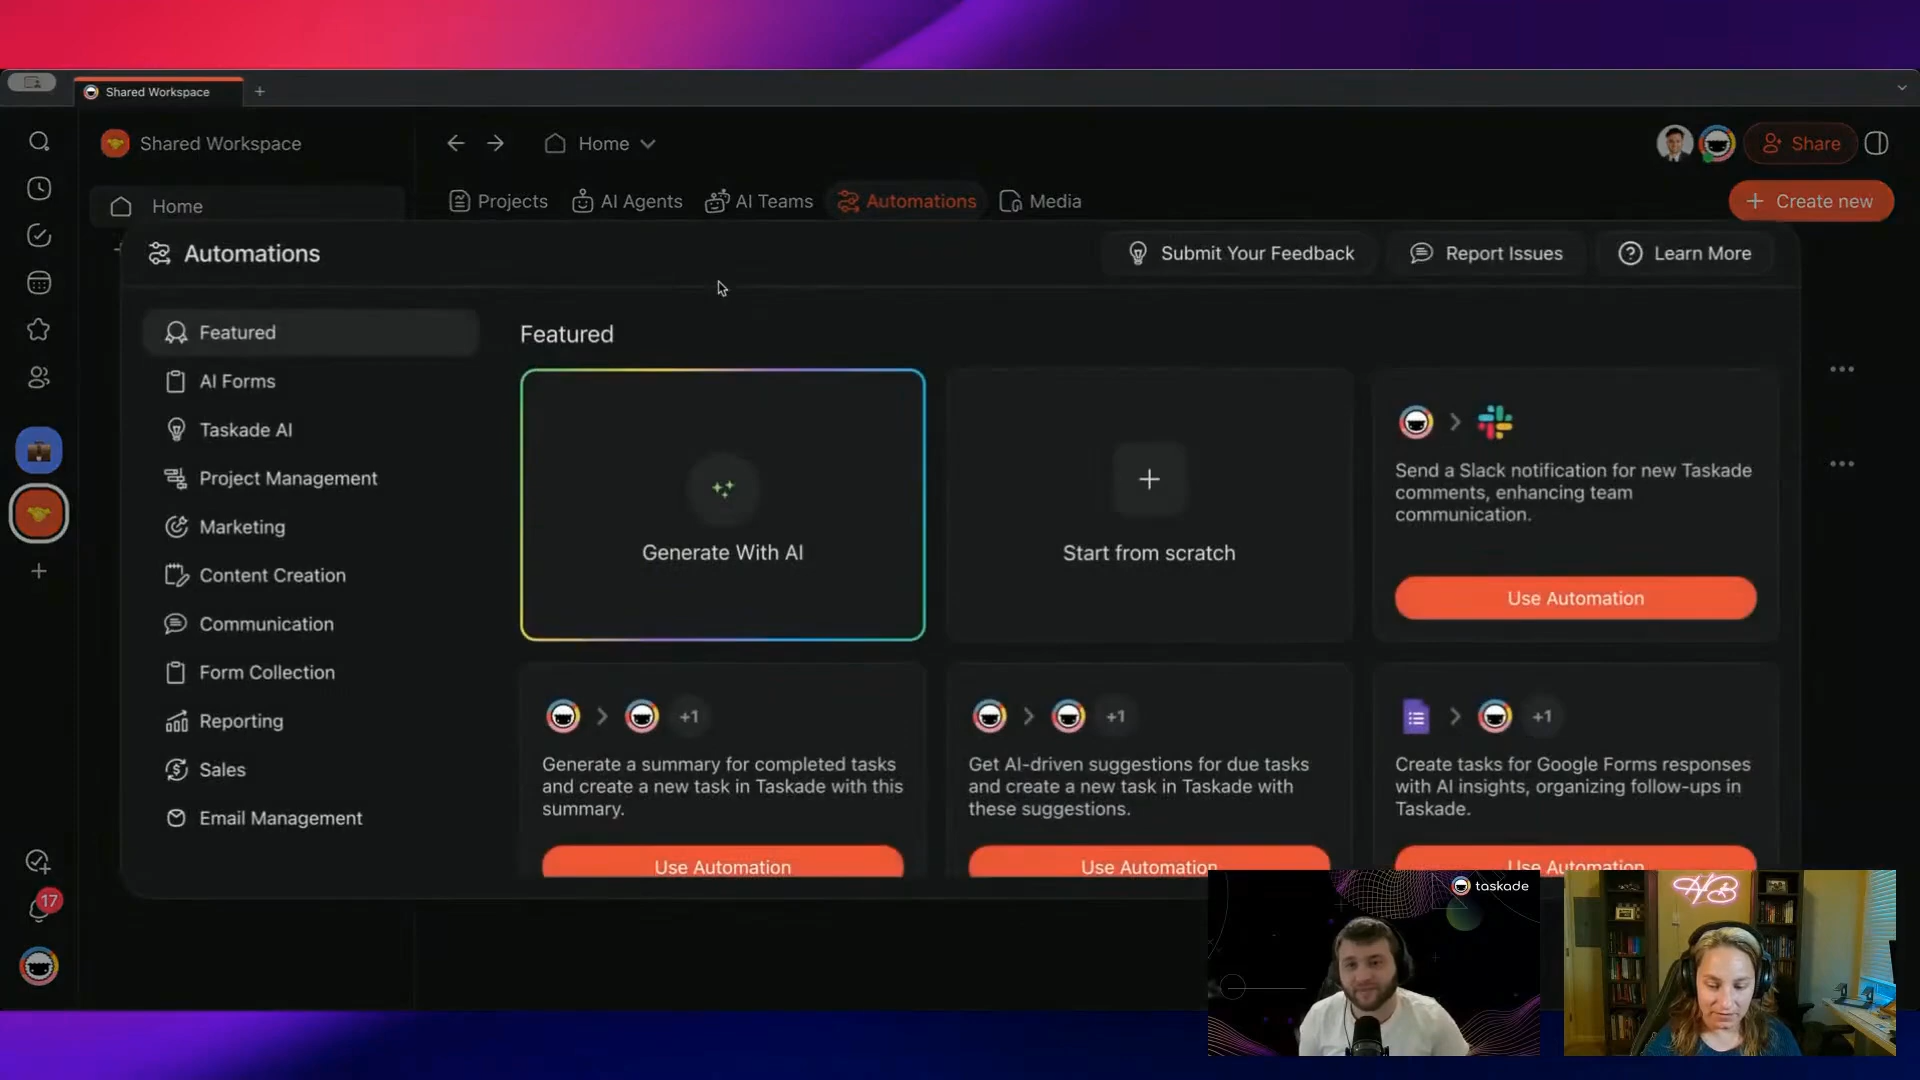 Shared Workspace
Shared Workspace
Home
Share
Home
Projects
AI Agents
AI Teams
Automations
Media
Create new
Automations
Submit Your Feedback
Report Issues
Learn More
Featured
AI Forms
Taskade AI
Project Management
Marketing
Content Creation
Communication
Form Collection
Reporting
Sales
Email Management
Featured
Generate With AI
Start from scratch
Send a Slack notification for new Taskade
comments, enhancing team
communication.
Use Automation
+1
Generate a summary for completed tasks
and create a new task in Taskade with this
summary.
Use Automation
+1
Get AI-driven suggestions for due tasks
and create a new task in Taskade with
these suggestions.
Use Automation
+1
Create tasks for Google Forms responses
with AI insights, organizing follow-ups in
Taskade.
Use Automation
17
taskade
HB